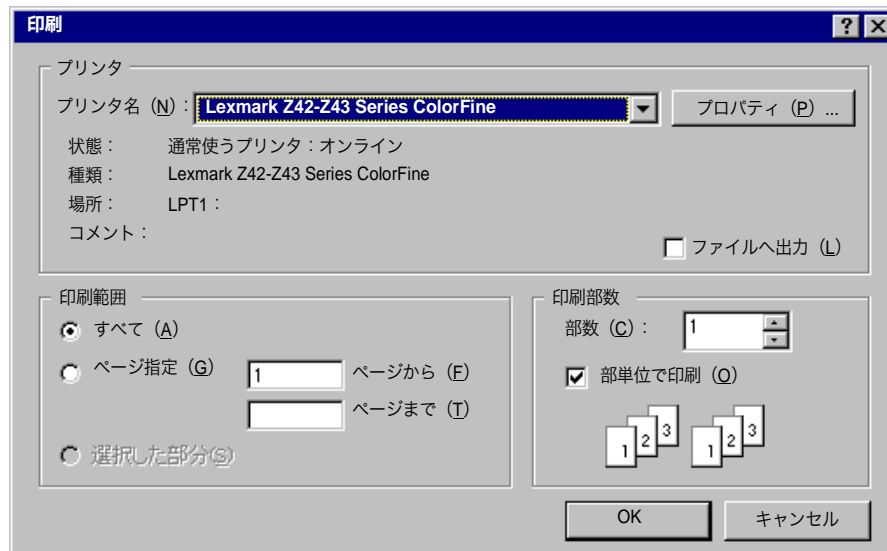 印刷
プリンタ
プリンタ名（N）： Lexmark Z42-Z43 Series ColorFine プロパティ（P）...
状態： 通常使うプリンタ：オンライン
種類： Lexmark Z42-Z43 Series ColorFine
場所： LPT1：
コメント：
ファイルへ出力（L）
印刷範囲
すべて（A）
ページ指定（G） 1 ページから（F）
ページまで（T）
選択した部分(S)
印刷部数
部数（C）： 1
部単位で印刷（O）
1 2 3 1 2 3
OK キャンセル